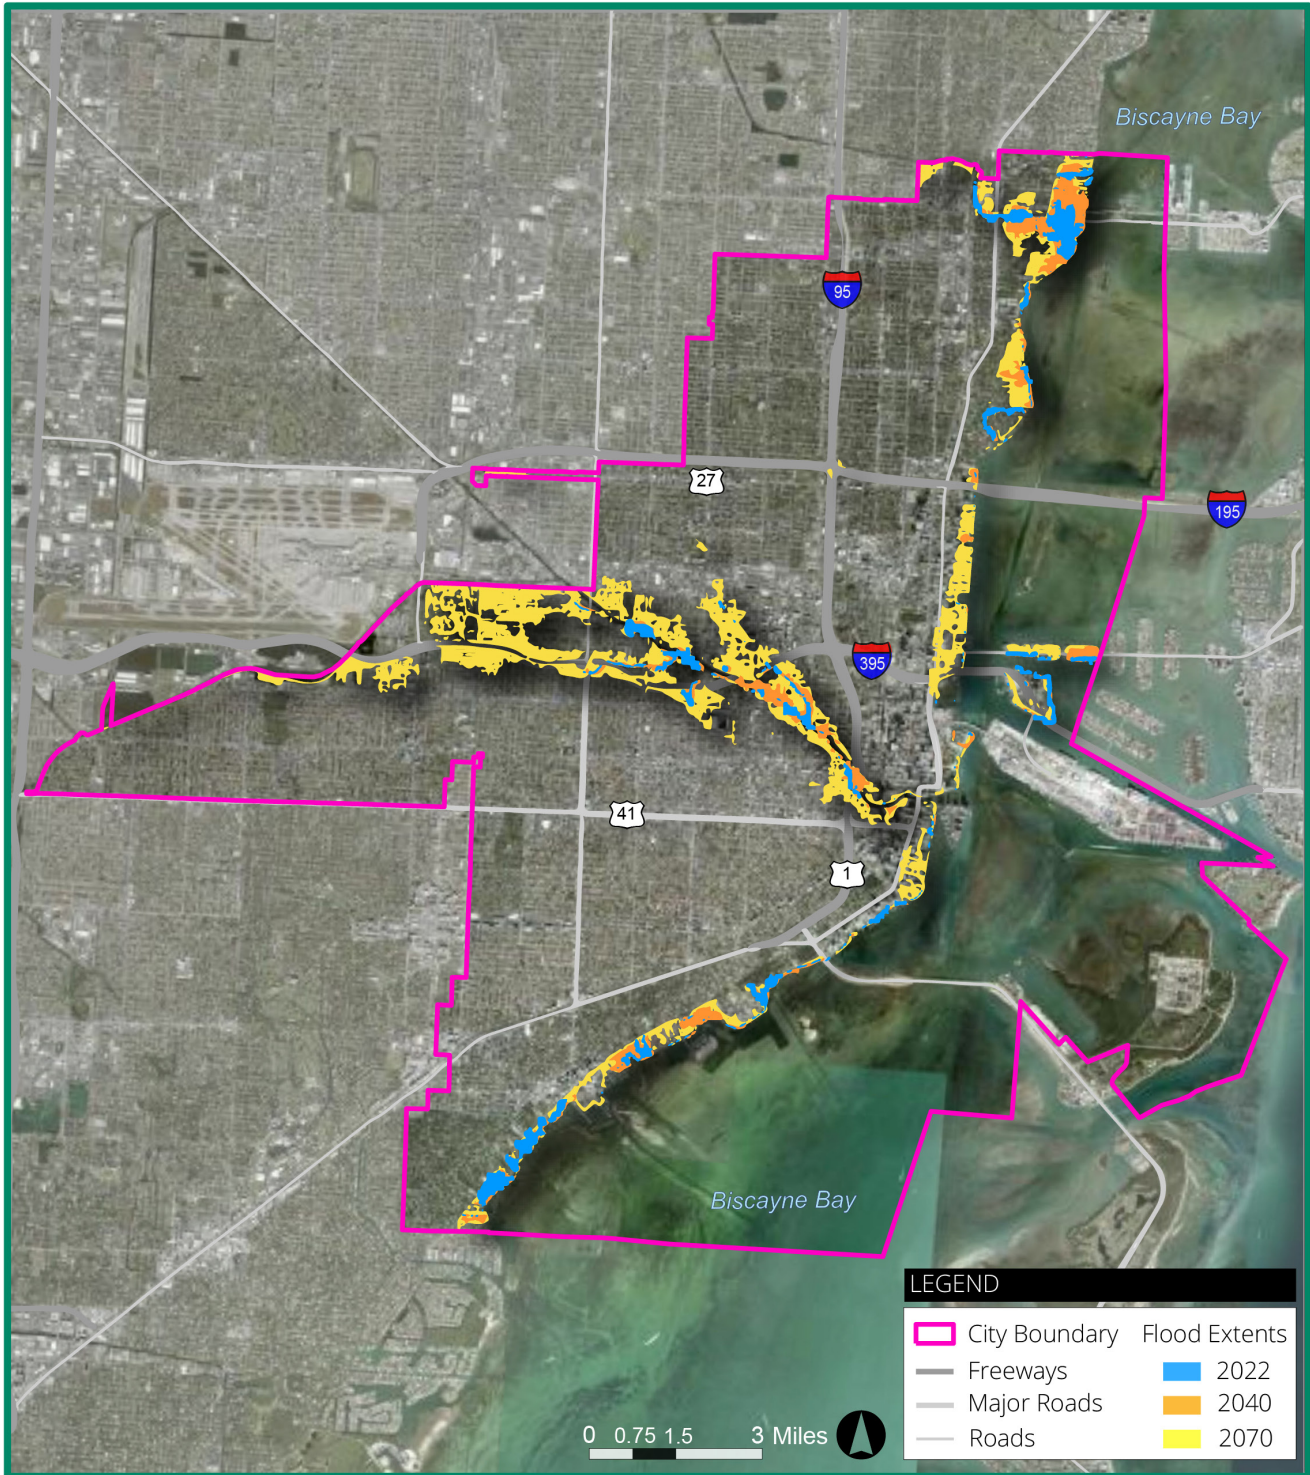 Biscayne Bay
95
27
195
395
41
1
Biscayne Bay
LEGEND
City Boundary
Freeways
Major Roads
Roads
Flood Extents
2022
2040
2070
0 0.75 1.5 3 Miles